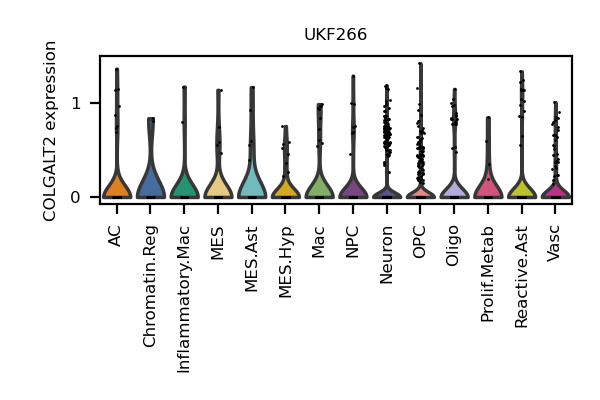 UKF266
COLGALT2 expression
1
0
AC
Chromatin.Reg
Inflammatory.Mac
MES
MES.Ast
MES.Hyp
Mac
NPC
Neuron
OPC
Oligo
Prolif.Metab
Reactive.Ast
Vasc